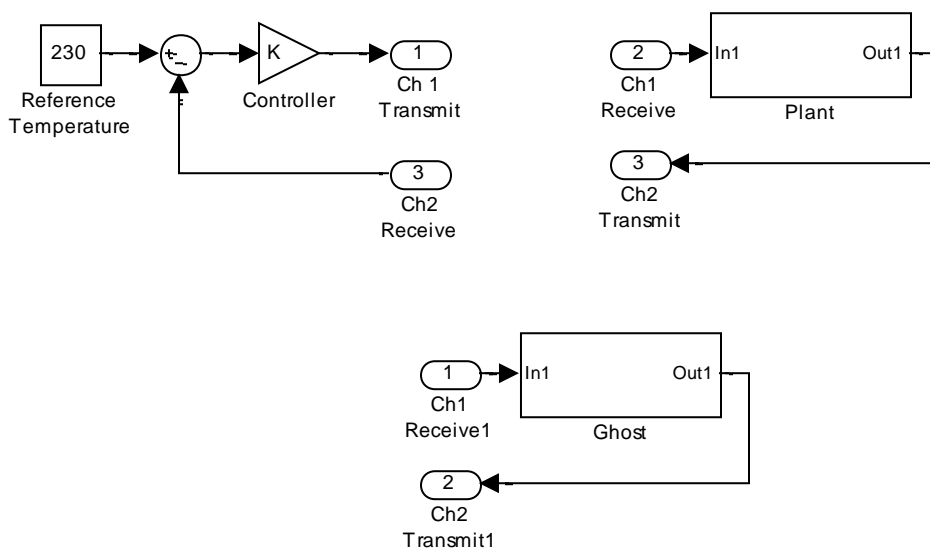 230
Reference
Temperature
+
-
K
Controller
1
Ch 1
Transmit
3
Ch2
Receive
2
Ch1
Receive
In1
Out1
Plant
3
Ch2
Transmit
1
Ch1
Receive1
In1
Out1
Ghost
2
Ch2
Transmit1